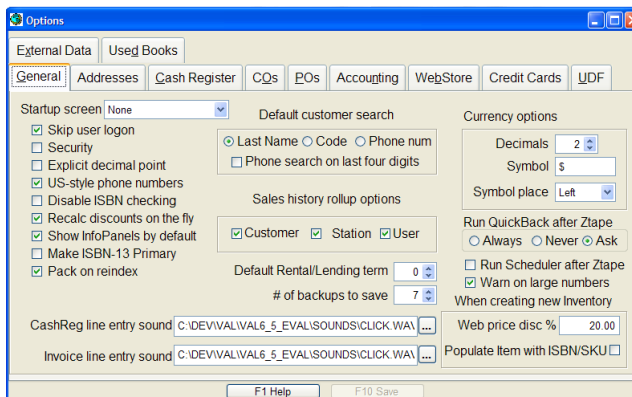 Options
External Data Used Books
General Addresses Cash Register COs POs Accounting WebStore Credit Cards UDF
Startup screen None
Skip user logon
Security
Explicit decimal point
US-style phone numbers
Disable ISBN checking
Recalc discounts on the fly
Show InfoPanels by default
Make ISBN-13 Primary
Pack on reindex
Default customer search
Last Name Code Phone num
Phone search on last four digits
Sales history rollup options
Customer Station User
Default Rental/Lending term 0
# of backups to save 7
Currency options
Decimals 2
Symbol $
Symbol place Left
Run QuickBack after Ztape
Always Never Ask
Run Scheduler after Ztape
Warn on large numbers
When creating new Inventory
Web price disc % 20.00
Populate Item with ISBN/SKU
CashReg line entry sound C:\DEV\VAL\VAL6_5_EVAL\SOUNDS\CLICK.WA\ ...
Invoice line entry sound C:\DEV\VAL\VAL6_5_EVAL\SOUNDS\CLICK.WA\ ...
F1 Help F10 Save